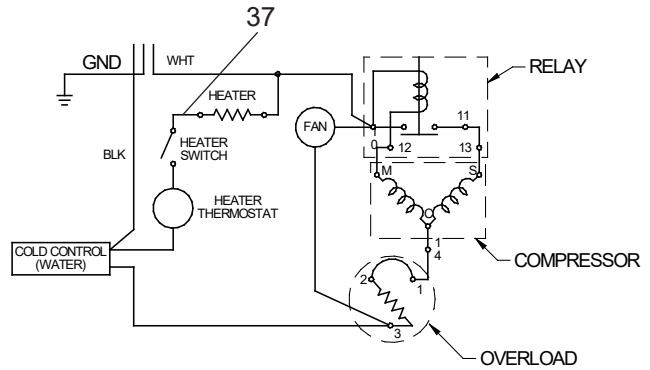 37
GND
WHT
RELAY
HEATER
FAN
11
0
12
13
BLK
HEATER
SWITCH
M
S
HEATER
THERMOSTAT
C
1
4
COLD CONTROL
(WATER)
COMPRESSOR
2
1
3
OVERLOAD